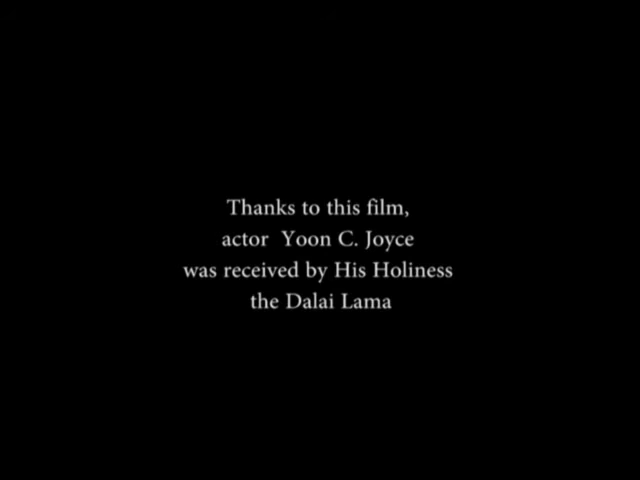 Thanks to this film,
actor  Yoon C. Joyce
was received by His Holiness
the Dalai Lama